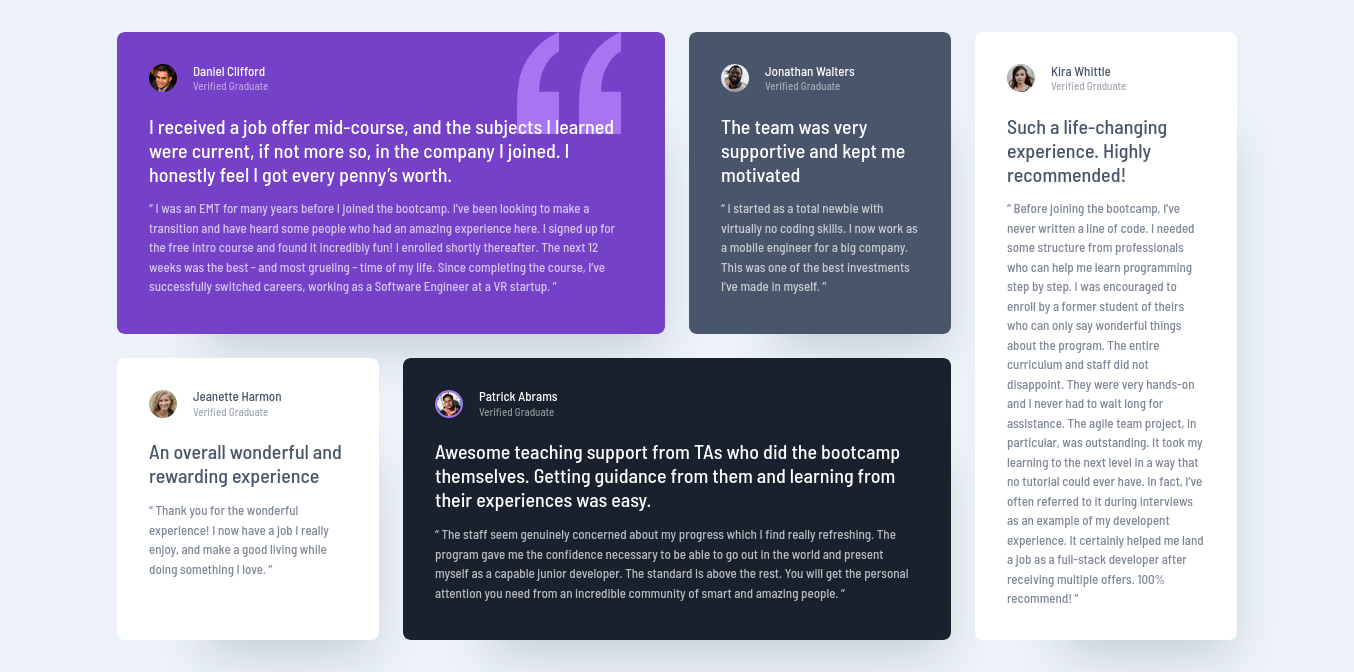 Daniel Clifford
Verified Graduate
I received a job offer mid-course, and the subjects I learned
were current, if not more so, in the company I joined. I
honestly feel I got every penny’s worth.
“ I was an EMT for many years before I joined the bootcamp. I’ve been looking to make a
transition and have heard some people who had an amazing experience here. I signed up for
the free intro course and found it incredibly fun! I enrolled shortly thereafter. The next 12
weeks was the best - and most grueling - time of my life. Since completing the course, I’ve
successfully switched careers, working as a Software Engineer at a VR startup. ”
Jonathan Walters
Verified Graduate
The team was very
supportive and kept me
motivated
“ I started as a total newbie with
virtually no coding skills. I now work as
a mobile engineer for a big company.
This was one of the best investments
I’ve made in myself. ”
Kira Whittle
Verified Graduate
Such a life-changing
experience. Highly
recommended!
“ Before joining the bootcamp, I’ve
never written a line of code. I needed
some structure from professionals
who can help me learn programming
step by step. I was encouraged to
enroll by a former student of theirs
who can only say wonderful things
about the program. The entire
curriculum and staff did not
disappoint. They were very hands-on
and I never had to wait long for
assistance. The agile team project, in
particular, was outstanding. It took my
learning to the next level in a way that
no tutorial could ever have. In fact, I’ve
often referred to it during interviews
as an example of my developent
experience. It certainly helped me land
a job as a full-stack developer after
receiving multiple offers. 100%
recommend! ”
Jeanette Harmon
Verified Graduate
An overall wonderful and
rewarding experience
“ Thank you for the wonderful
experience! I now have a job I really
enjoy, and make a good living while
doing something I love. ”
Patrick Abrams
Verified Graduate
Awesome teaching support from TAs who did the bootcamp
themselves. Getting guidance from them and learning from
their experiences was easy.
“ The staff seem genuinely concerned about my progress which I find really refreshing. The
program gave me the confidence necessary to be able to go out in the world and present
myself as a capable junior developer. The standard is above the rest. You will get the personal
attention you need from an incredible community of smart and amazing people. ”